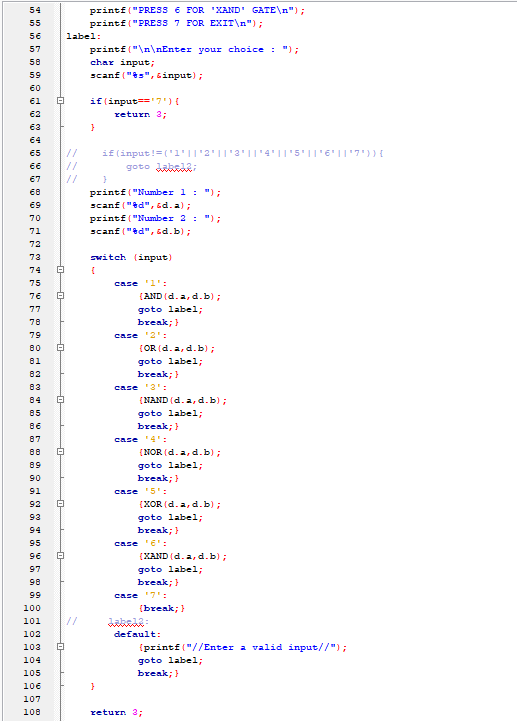 54 printf("PRESS 6 FOR 'XAND' GATE\n");
55 printf("PRESS 7 FOR EXIT\n");
56 label:
57 printf("\n\nEnter your choice : ");
58 char input;
59 scanf("%s",&input);
60
61 if(input=='7'){
62 return 3;
63 }
64
65 // if(input!=('1'||'2'||'3'||'4'||'5'||'6'||'7')){
66 // goto label2;
67 // }
68 printf("Number 1 : ");
69 scanf("%d",&d.a);
70 printf("Number 2 : ");
71 scanf("%d",&d.b);
72
73 switch (input)
74 {
75 case '1':
76 {AND(d.a,d.b);
77 goto label;
78 break;}
79 case '2':
80 {OR(d.a,d.b);
81 goto label;
82 break;}
83 case '3':
84 {NAND(d.a,d.b);
85 goto label;
86 break;}
87 case '4':
88 {NOR(d.a,d.b);
89 goto label;
90 break;}
91 case '5':
92 {XOR(d.a,d.b);
93 goto label;
94 break;}
95 case '6':
96 {XAND(d.a,d.b);
97 goto label;
98 break;}
99 case '7':
100 {break;}
101 // label2:
102 default:
103 {printf("//Enter a valid input//");
104 goto label;
105 break;}
106 }
107
108 return 3;